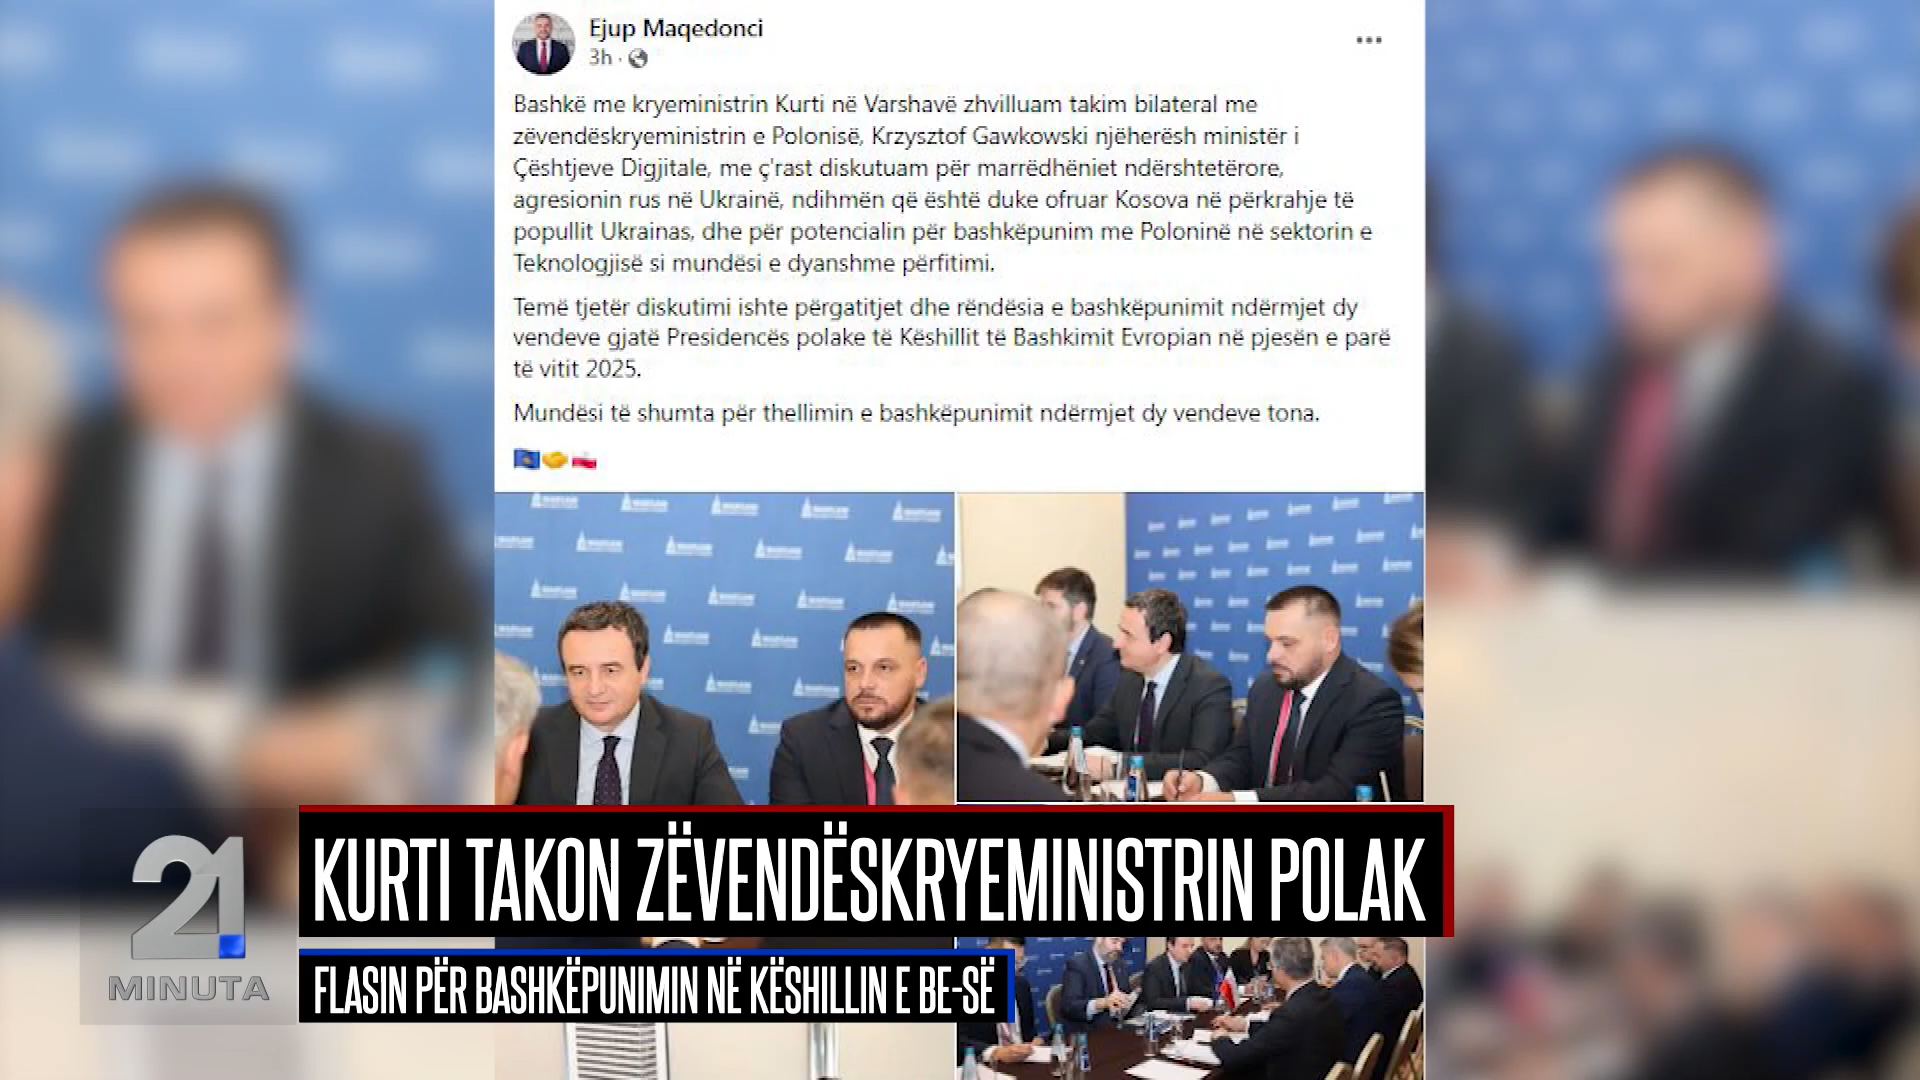 Ejup Maqedonci
3h ·
Bashkë me kryeministrin Kurti në Varshavë zhvilluam takim bilateral me
zëvendëskryeministrin e Polonisë, Krzysztof Gawkowski njëherësh ministër i
Çështjeve Digjitale, me ç'rast diskutuam për marrëdhëniet ndërshtetërore,
agresionin rus në Ukrainë, ndihmën që është duke ofruar Kosova në përkrahje të
popullit Ukrainas, dhe për potencialin për bashkëpunim me Poloninë në sektorin e
Teknologjisë si mundësi e dyanshme përfitimi.
Temë tjetër diskutimi ishte përgatitjet dhe rëndësia e bashkëpunimit ndërmjet dy
vendeve gjatë Presidencës polake të Këshillit të Bashkimit Evropian në pjesën e parë
të vitit 2025.
Mundësi të shumta për thellimin e bashkëpunimit ndërmjet dy vendeve tona.
KURTI TAKON ZËVENDËSKRYEMINISTRIN POLAK
FLASIN PËR BASHKËPUNIMIN NË KËSHILLIN E BE-SË
21
MINUTA